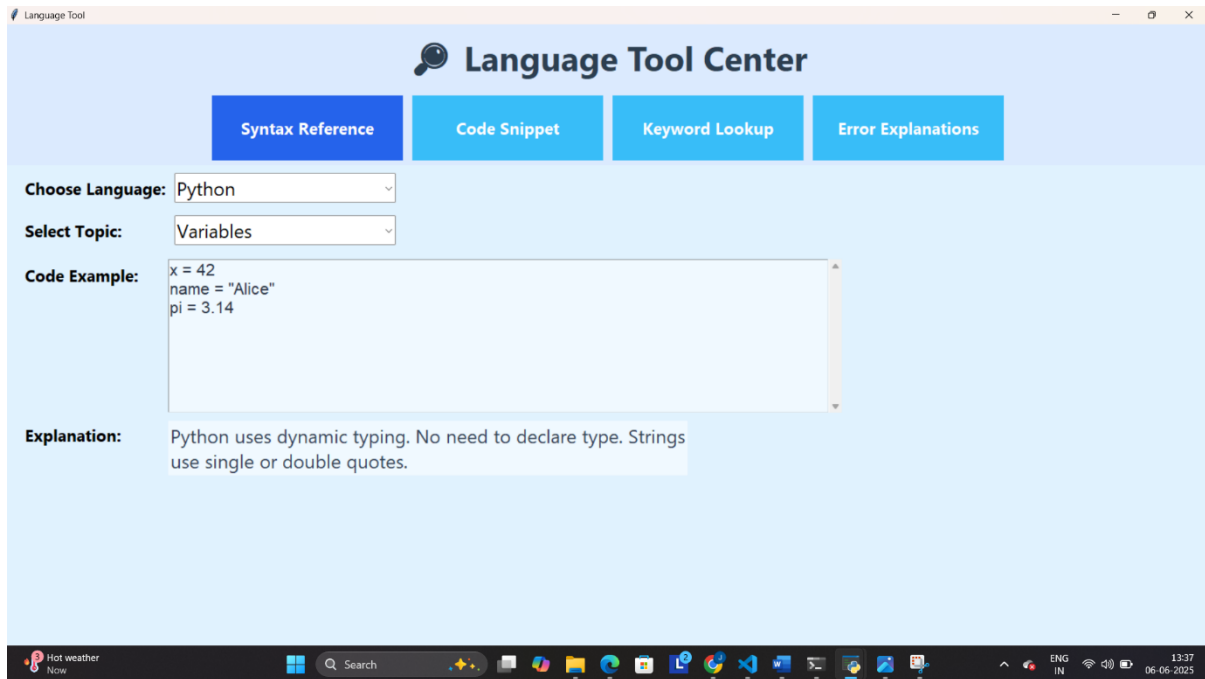 Language Tool
Language Tool Center
Syntax Reference
Code Snippet
Keyword Lookup
Error Explanations
Choose Language: Python
Select Topic: Variables
Code Example:
x = 42
name = "Alice"
pi = 3.14
Explanation:
Python uses dynamic typing. No need to declare type. Strings
use single or double quotes.
3
Hot weather
Now
Search
L
2
J
W
ENG
IN
13:37
06-06-2025